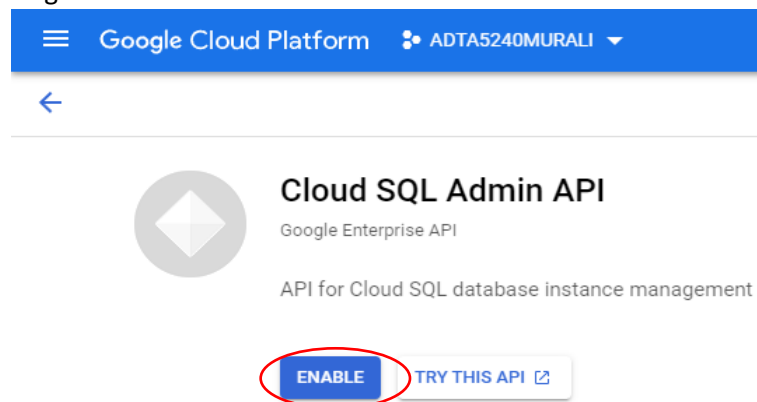 Google Cloud Platform ADTA5240MURALI
Cloud SQL Admin API
Google Enterprise API
API for Cloud SQL database instance management
ENABLE TRY THIS API